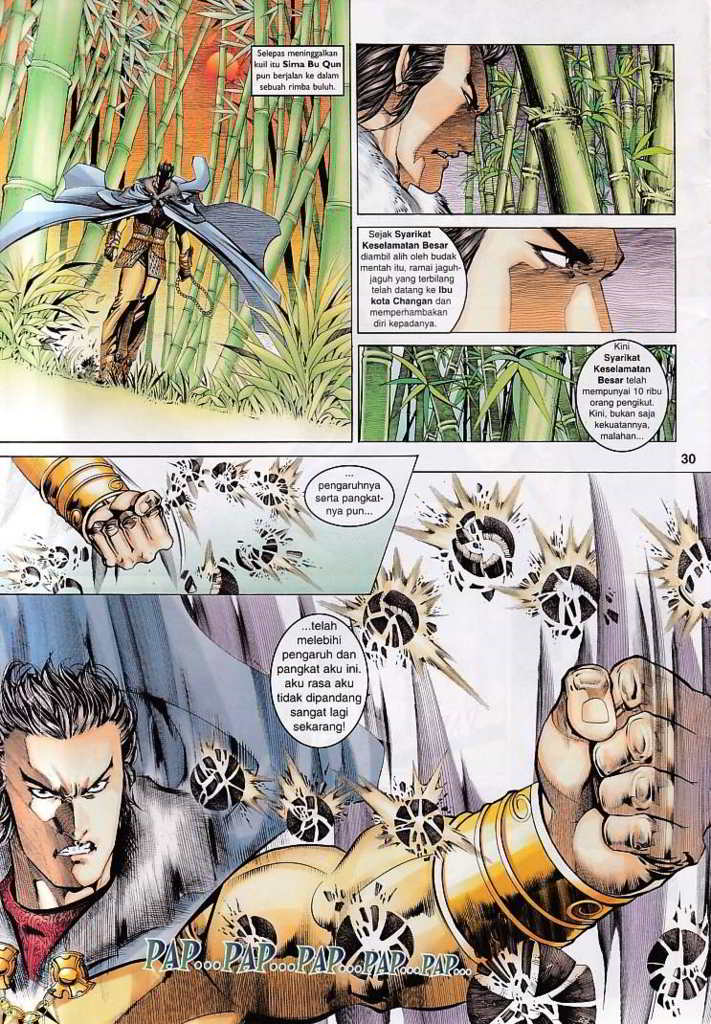 Selepas meninggalkan
kuil itu Sima Bu Qun
pun berjalan ke dalam
sebuah rimba buluh.
Sejak Syarikat
Keselamatan Besar
diambil alih oleh budak
mentah itu, ramai jaguh-
jaguh yang terbilang
telah datang ke Ibu
kota Changan dan
memperhambakan
diri kepadanya.
Kini
Syarikat
Keselamatan
Besar telah
mempunyai 10 ribu
orang pengikut.
Kini, bukan saja
kekuatannya,
malahan...
30
...
pengaruhnya
serta pangkat-
nya pun...
...telah
melebihi
pengaruh dan
pangkat aku ini.
aku rasa aku
tidak dipandang
sangat lagi
sekarang!
PAP...PAP...PAP...PAP...PAP...